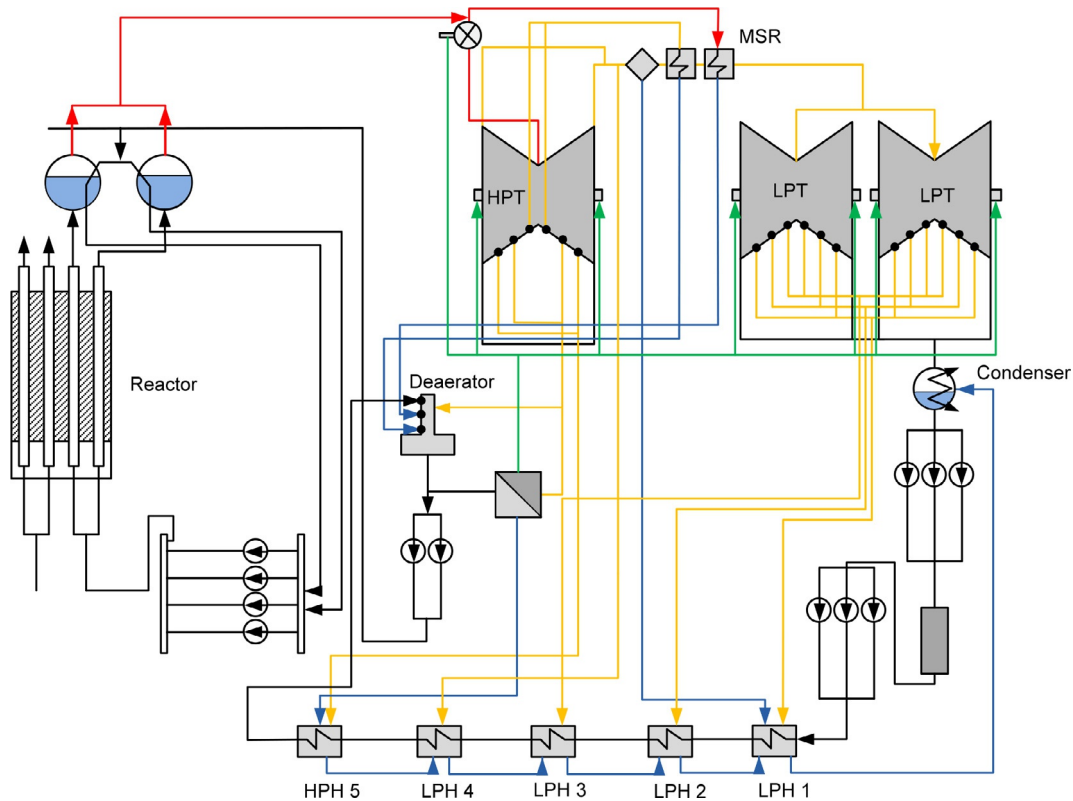 MSR
HPT
LPT
LPT
Reactor
Deaerator
Condenser
HPH 5
LPH 4
LPH 3
LPH 2
LPH 1